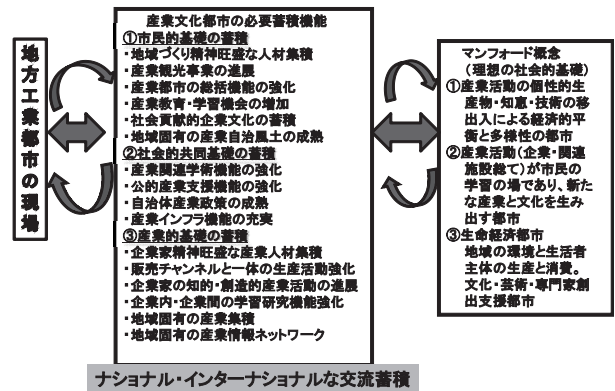 地方工業都市の現場
産業文化都市の必要蓄積機能
①市民的基礎の蓄積
・地域づくり精神旺盛な人材集積
・産業観光事業の進展
・産業都市の総括機能の強化
・産業教育・学習機会の増加
・社会貢献的企業文化の蓄積
・地域固有の産業自治風土の成熟
②社会的共同基礎の蓄積
・産業関連学術機能の強化
・公的産業支援機能の強化
・自治体産業政策の成熟
・産業インフラ機能の充実
③産業的基礎の蓄積
・企業家精神旺盛な産業人材集積
・販売チャンネルと一体の生産活動強化
・企業家の知的・創造的産業活動の進展
・企業内・企業間の学習研究機能強化
・地域固有の産業集積
・地域固有の産業情報ネットワーク
マンフォード概念
（理想の社会的基礎）
①産業活動の個性的生
産物・知恵・技術の移
出入による経済的平
衡と多様性の都市
②産業活動（企業・関連
施設総て）が市民の
学習の場であり、新た
な産業と文化を生み
出す都市
③生命経済都市
地域の環境と生活者
主体の生産と消費。
文化・芸術・専門家創
出支援都市
ナショナル・インターナショナルな交流蓄積